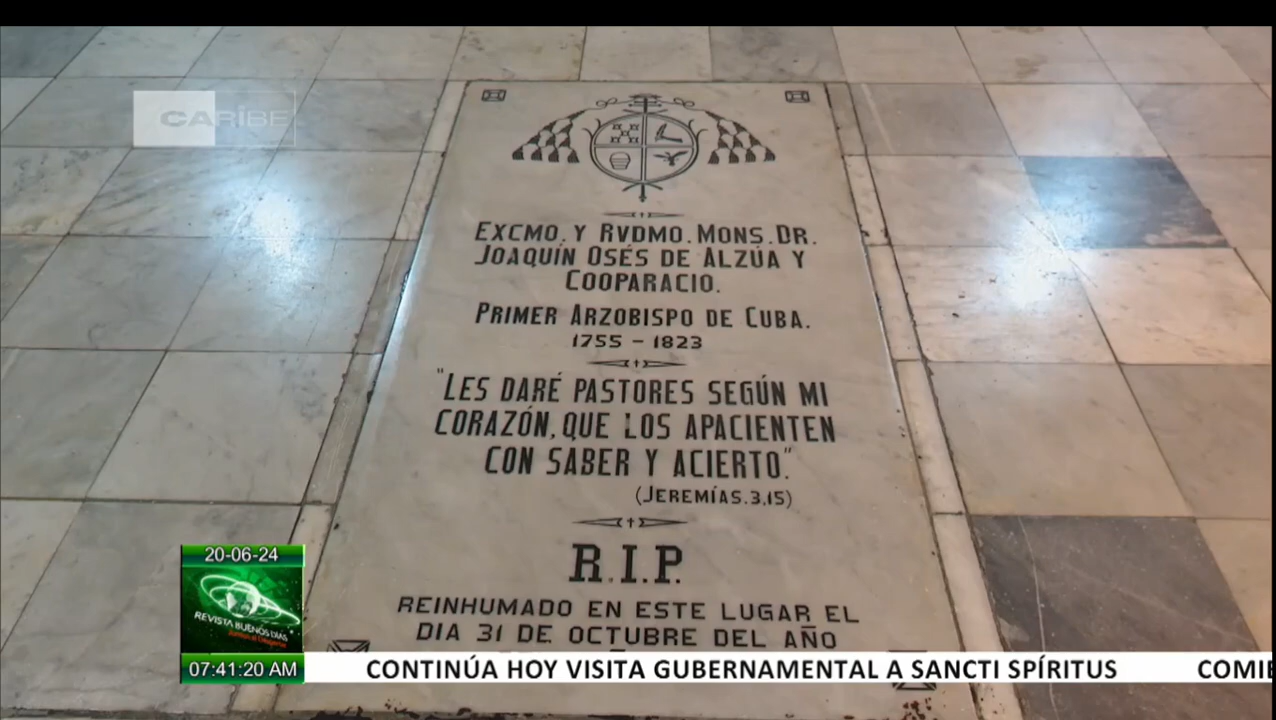 CARIBE
EXCMO. Y RVDMO. MONS. DR.
JOAQUÍN OSÉS DE ALZÚA Y
COOPARACIO.
PRIMER ARZOBISPO DE CUBA.
1755 - 1823
"LES DARÉ PASTORES SEGÚN MI
CORAZÓN, QUE LOS APACIENTEN
CON SABER Y ACIERTO."
(JEREMÍAS.3,15)
R.I.P.
REINHUMADO EN ESTE LUGAR EL
DIA 31 DE OCTUBRE DEL AÑO
20-06-24
REVISTA BUENOS DÍAS
07:41:20 AM
CONTINÚA HOY VISITA GUBERNAMENTAL A SANCTI SPÍRITUS
COMIE